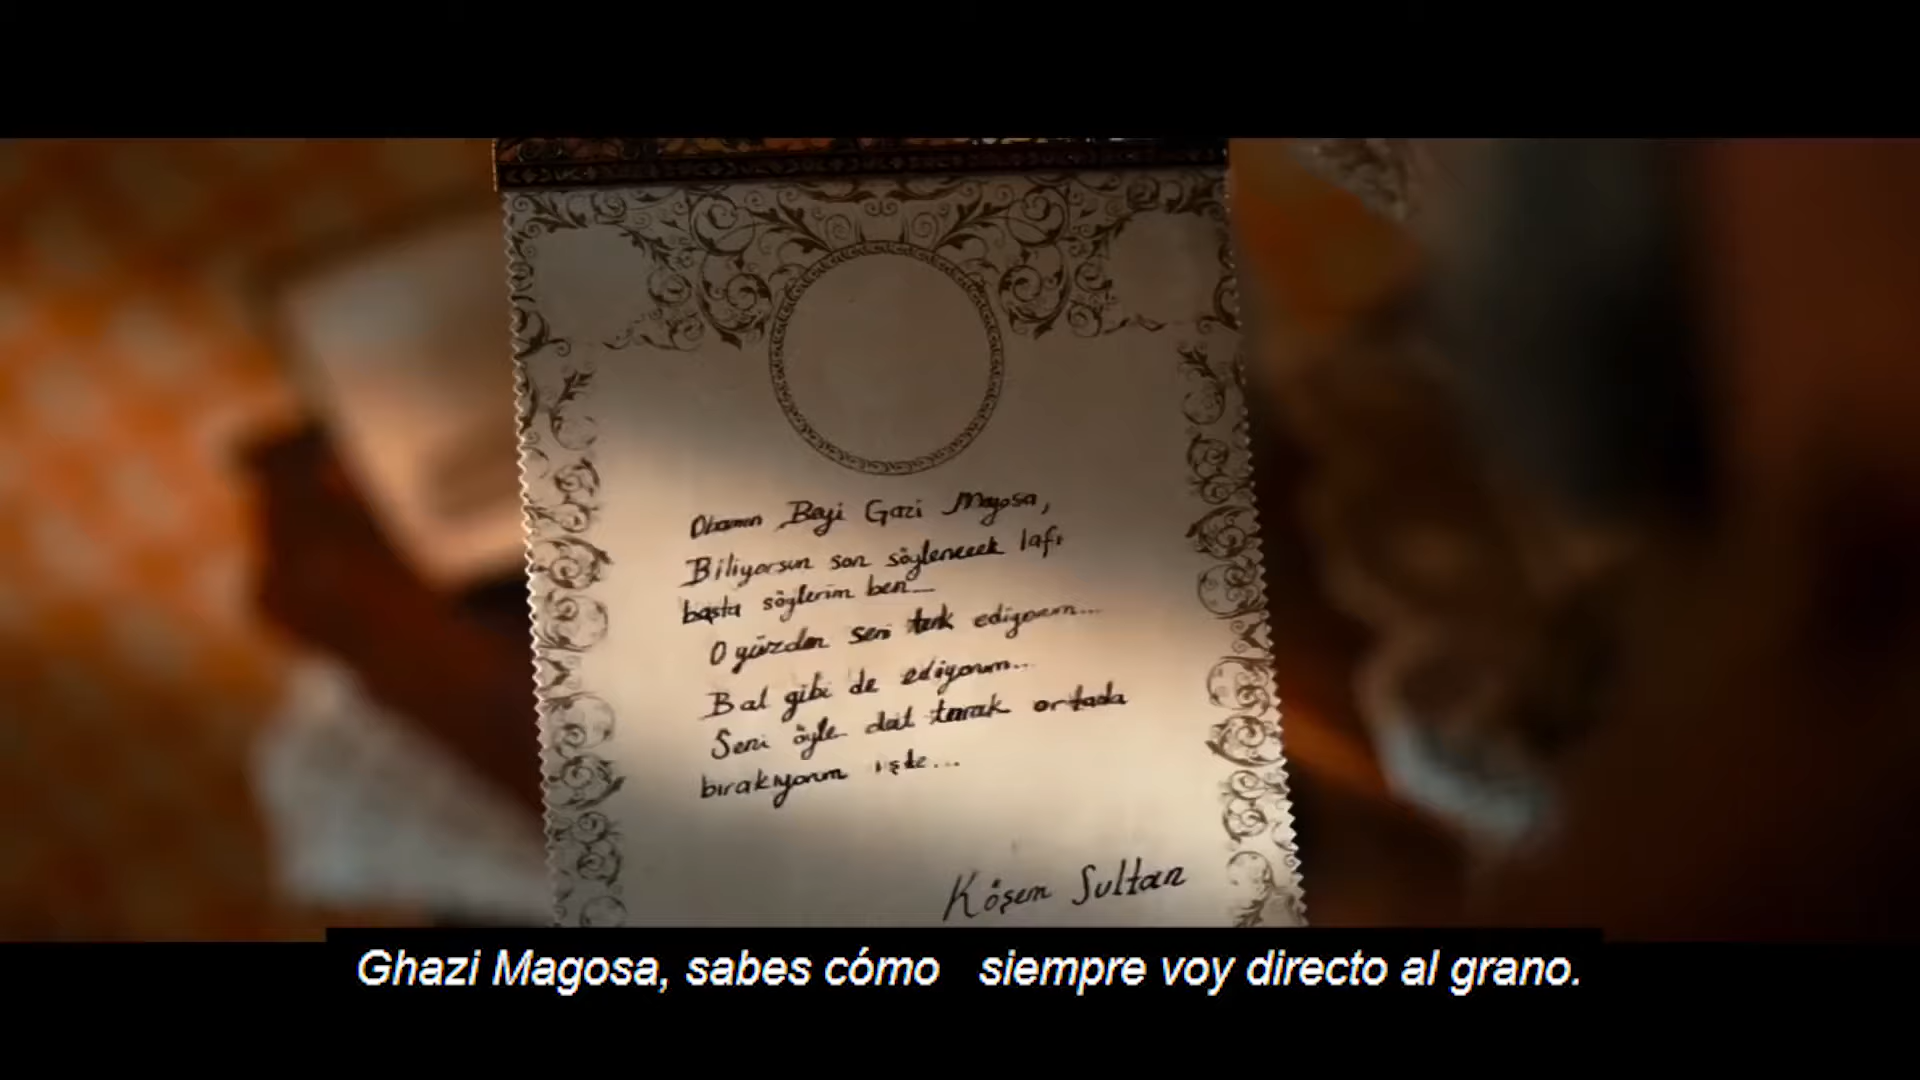 Obamın Beyi Gazi Magosa,
Biliyorsun son söylenecek lafı
başta söylerim ben...
O yüzden seni terk ediyorum...
Bal gibi de ediyorum...
Seni öyle dal tarak ortada
bırakıyorum işte...
Kösem Sultan
Ghazi Magosa, sabes cómo siempre voy directo al grano.